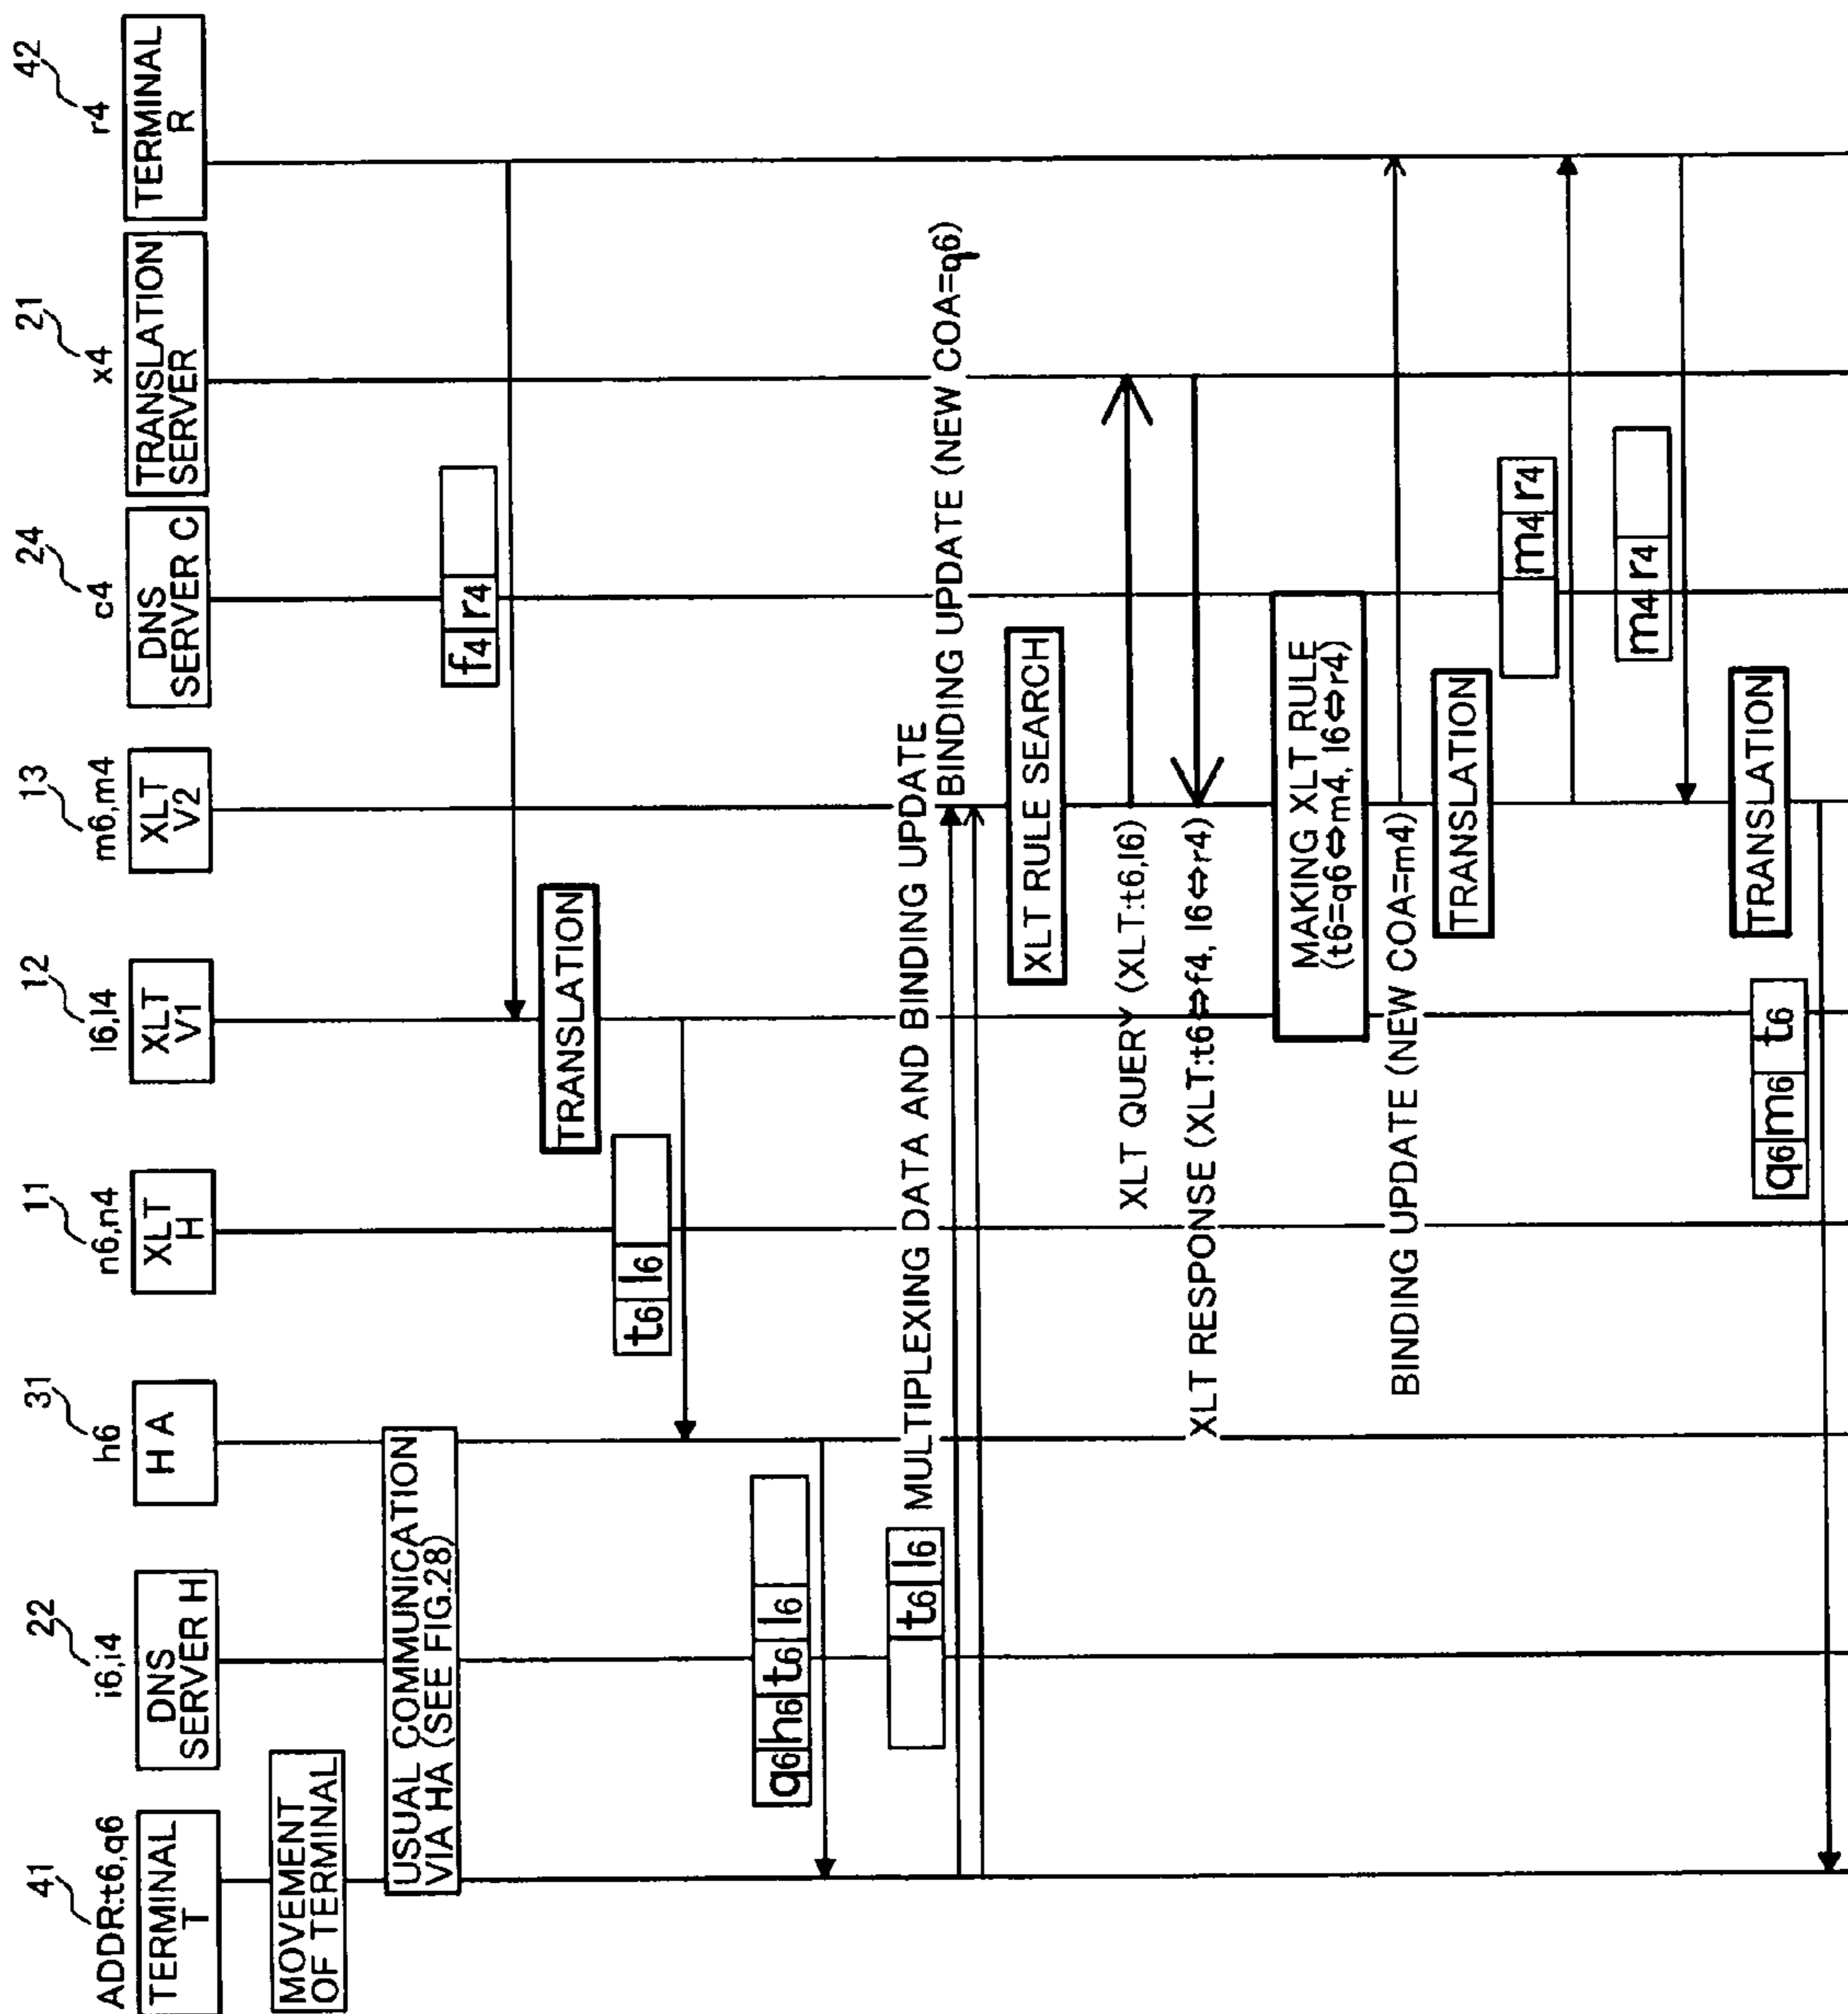 41
ADDR:t6,q6
TERMINAL
T
22
i6,i4
DNS
SERVER H
31
h6
H A
11
n6,n4
XLT
H
12
l6,l4
XLT
V1
13
m6,m4
XLT
V2
24
c4
DNS
SERVER C
21
x4
TRANSLATION
SERVER
42
r4
TERMINAL
R
MOVEMENT
OF TERMINAL
USUAL COMMUNICATION
VIA HA (SEE FIG.28)
f4 r4
TRANSLATION
t6 l6
q6 h6 t6 l6
t6 l6
MULTIPLEXING DATA AND BINDING UPDATE
BINDING UPDATE (NEW COA=q6)
XLT RULE SEARCH
XLT QUERY (XLT:t6,l6)
XLT RESPONSE (XLT:t6⇔f4, l6⇔r4)
MAKING XLT RULE
(t6=q6⇔m4, l6⇔r4)
BINDING UPDATE (NEW COA=m4)
TRANSLATION
m4 r4
m4 r4
TRANSLATION
q6 m6 t6